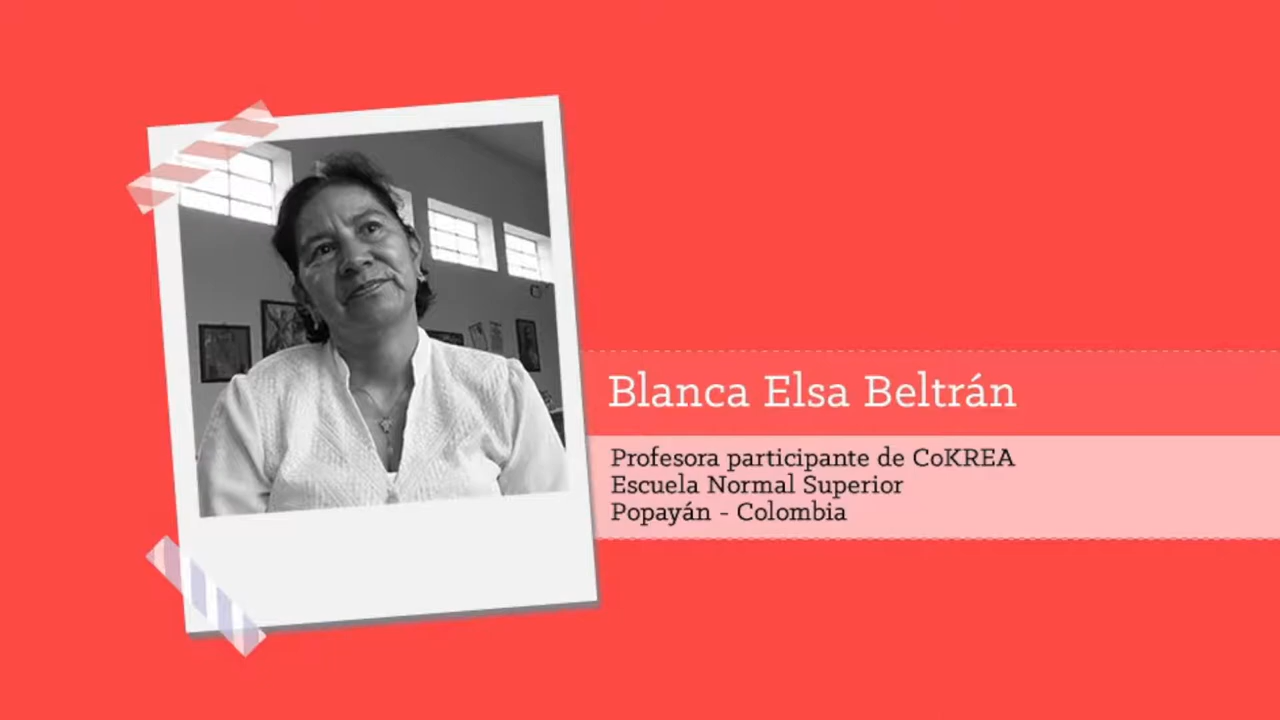 Blanca Elsa Beltrán
Profesora participante de CoKREA
Escuela Normal Superior
Popayán - Colombia